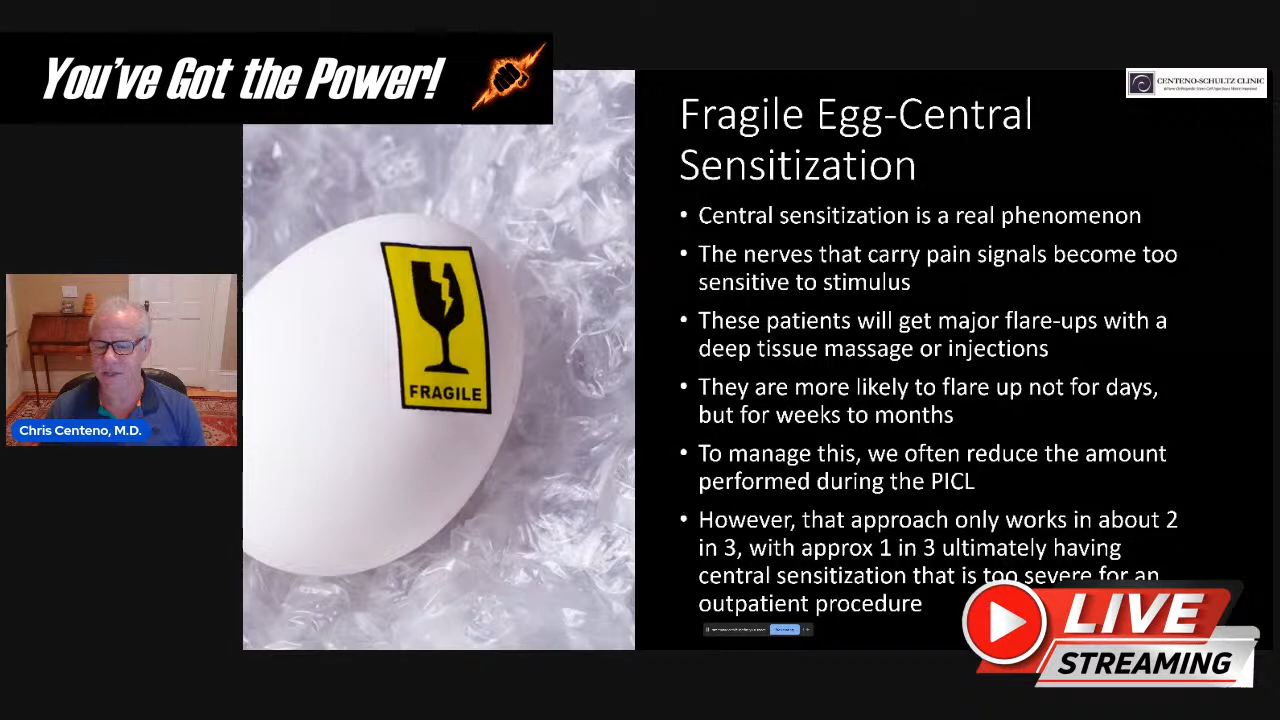 You've Got the Power!
CENTENO-SCHULTZ CLINIC
Fragile Egg-Central
Sensitization
• Central sensitization is a real phenomenon
• The nerves that carry pain signals become too
sensitive to stimulus
• These patients will get major flare-ups with a
deep tissue massage or injections
• They are more likely to flare up not for days,
but for weeks to months
• To manage this, we often reduce the amount
performed during the PICL
• However, that approach only works in about 2
in 3, with approx 1 in 3 ultimately having
central sensitization that is too severe for an
outpatient procedure
FRAGILE
Chris Centeno, M.D.
LIVE
STREAMING